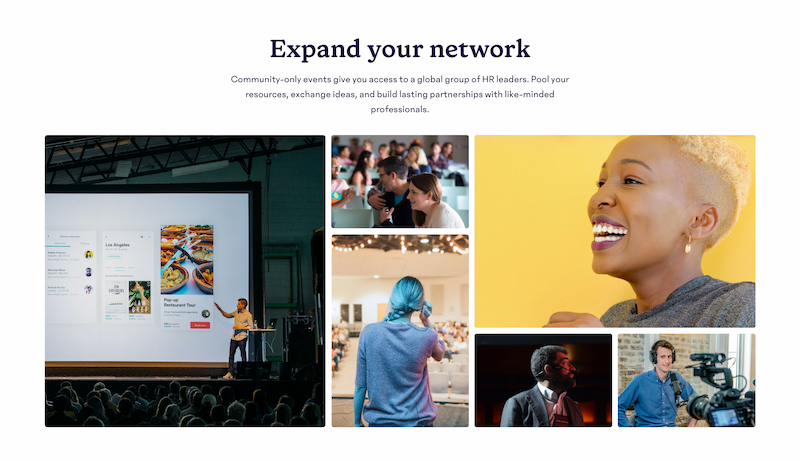 Expand your network
Community-only events give you access to a global group of HR leaders. Pool your
resources, exchange ideas, and build lasting partnerships with like-minded
professionals.
Los Angeles
Pop-up
Restaurant Tour